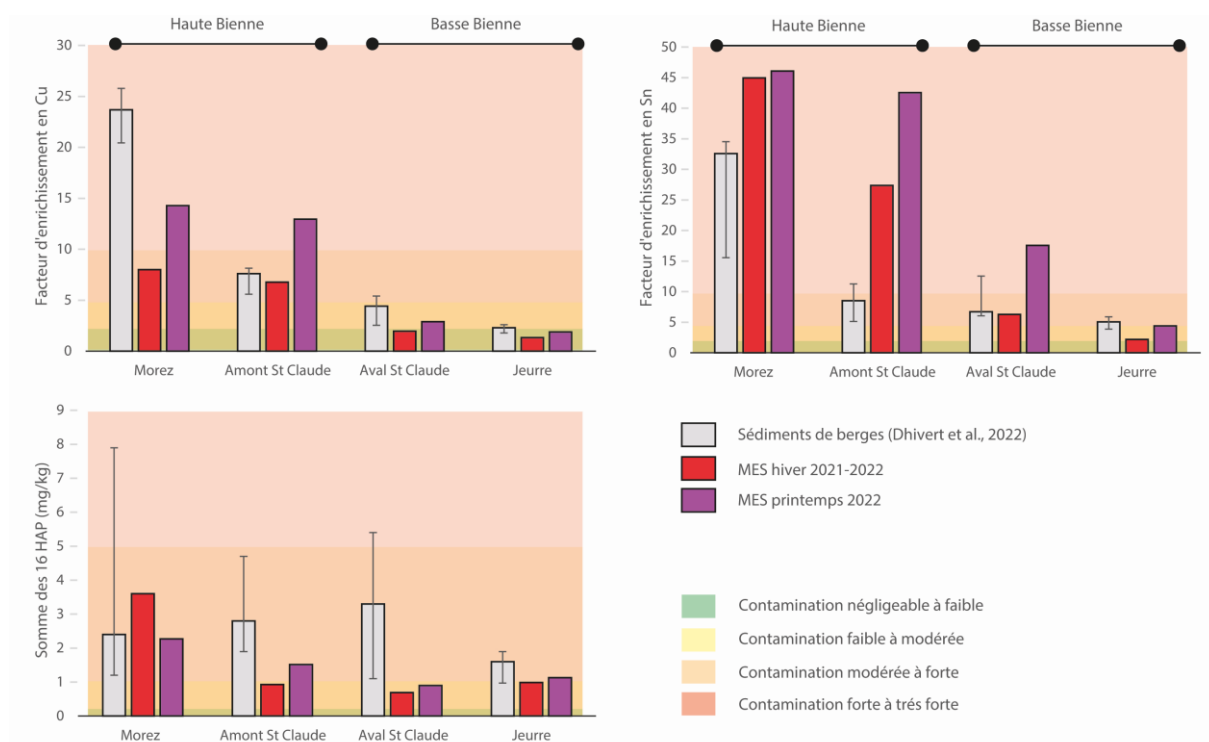 Haute Bienne
Basse Bienne
Facteur d'enrichissement en Cu
30
25
20
15
10
5
0
Morez
Amont St Claude
Aval St Claude
Jeurre
Haute Bienne
Basse Bienne
Facteur d'enrichissement en Sn
50
45
40
35
30
25
20
15
10
5
0
Morez
Amont St Claude
Aval St Claude
Jeurre
Somme des 16 HAP (mg/kg)
9
8
7
6
5
4
3
2
1
0
Morez
Amont St Claude
Aval St Claude
Jeurre
Sédiments de berges (Dhivert et al., 2022)
MES hiver 2021-2022
MES printemps 2022
Contamination négligeable à faible
Contamination faible à modérée
Contamination modérée à forte
Contamination forte à trés forte